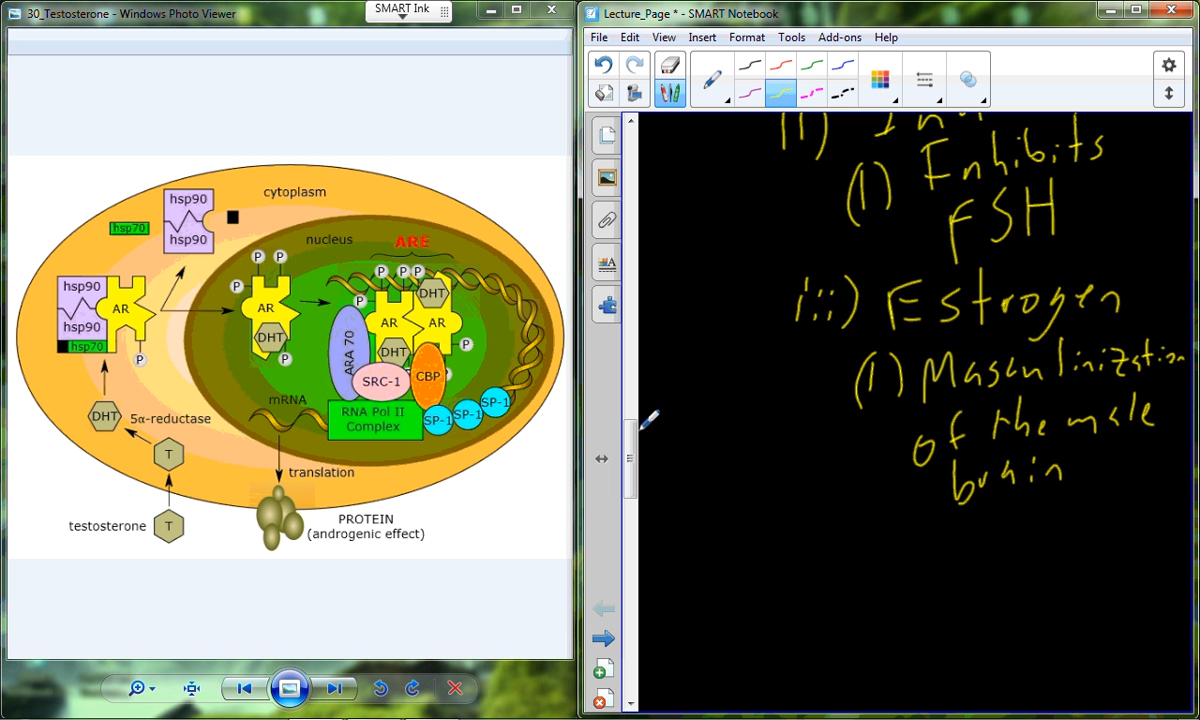 30_Testosterone - Windows Photo Viewer
SMART Ink
cytoplasm
hsp90
hsp90
hsp70
nucleus
ARE
P
P
P
P
P
P
hsp90
hsp90
hsp70
AR
P
AR
DHT
P
P
DHT
AR
AR
DHT
P
ARA 70
SRC-1
CBP
mRNA
RNA Pol II
Complex
SP-1
SP-1
SP-1
DHT
5α-reductase
T
translation
testosterone
T
PROTEIN
(androgenic effect)
Lecture_Page * - SMART Notebook
File Edit View Insert Format Tools Add-ons Help
ii)
(1) Enhibits
FSH
iii) Estrogen
(1) Masculinization
of the male
brain